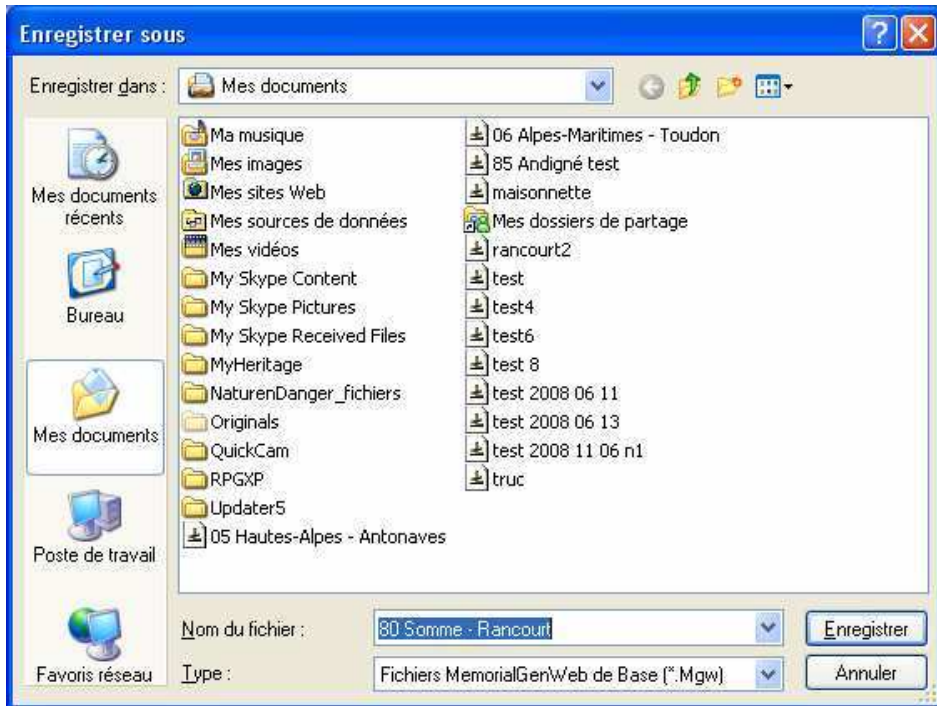 Enregistrer sous
Enregistrer dans :
Mes documents
Mes documents récents
Bureau
Mes documents
Poste de travail
Favoris réseau
Ma musique
Mes images
Mes sites Web
Mes sources de données
Mes vidéos
My Skype Content
My Skype Pictures
My Skype Received Files
MyHeritage
NaturenDanger_fichiers
Originals
QuickCam
RPGXP
Updater5
05 Hautes-Alpes - Antonaves
06 Alpes-Maritimes - Toudon
85 Andigné test
maisonnette
Mes dossiers de partage
rancourt2
test
test4
test6
test 8
test 2008 06 11
test 2008 06 13
test 2008 11 06 n1
truc
Nom du fichier :
80 Somme - Rancourt
Enregistrer
Type :
Fichiers MemorialGenWeb de Base (*.Mgw)
Annuler